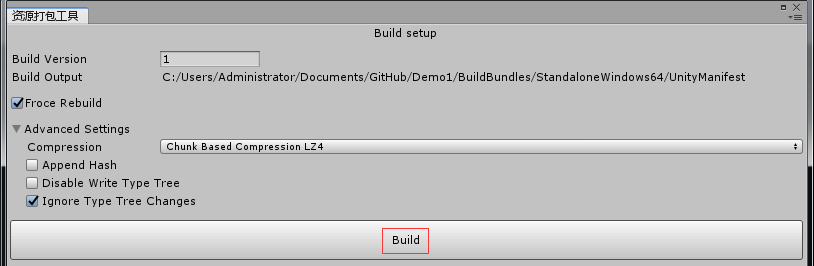 资源打包工具
Build setup
Build Version 1
Build Output C:/Users/Administrator/Documents/GitHub/Demo1/BuildBundles/StandaloneWindows64/UnityManifest
Froce Rebuild
Advanced Settings
Compression Chunk Based Compression LZ4
Append Hash
Disable Write Type Tree
Ignore Type Tree Changes
Build